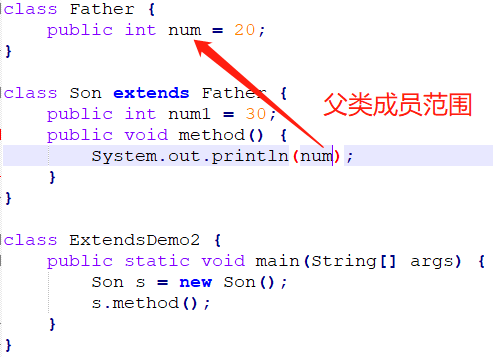 class Father {
    public int num = 20;
}
class Son extends Father {
    public int num1 = 30;
    public void method() {
        System.out.println(num);
    }
}
class ExtendsDemo2 {
    public static void main(String[] args) {
        Son s = new Son();
        s.method();
    }
}
父类成员范围